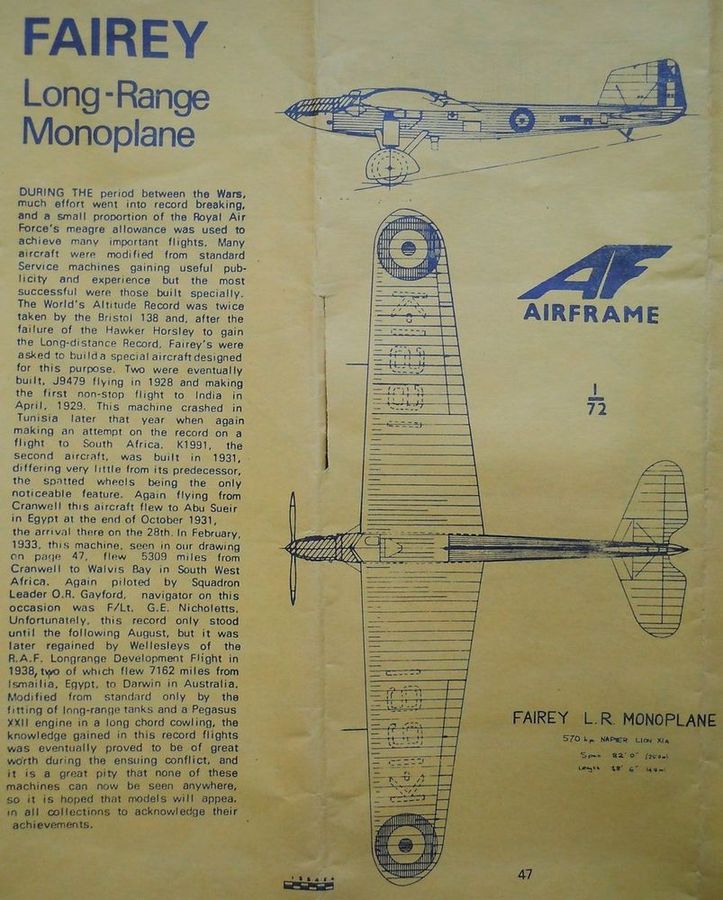 FAIREY
Long-Range
Monoplane
DURING THE period between the Wars,
much effort went into record breaking,
and a small proportion of the Royal Air
Force's meagre allowance was used to
achieve many important flights. Many
aircraft were modified from standard
Service machines gaining useful pub-
licity and experience but the most
successful were those built specially.
The World's Altitude Record was twice
taken by the Bristol 138 and, after the
failure of the Hawker Horsley to gain
the Long-distance Record, Fairey's were
asked to build a special aircraft designed
for this purpose. Two were eventually
built, J9479 flying in 1928 and making
the first non-stop flight to India in
April, 1929. This machine crashed in
Tunisia later that year when again
making an attempt on the record on a
flight to South Africa. K1991, the
second aircraft, was built in 1931,
differing very little from its predecessor,
the spatted wheels being the only
noticeable feature. Again flying from
Cranwell this aircraft flew to Abu Sueir
in Egypt at the end of October 1931,
the arrival there on the 28th. In February,
1933, this machine, seen in our drawing
on page 47, flew 5309 miles from
Cranwell to Walvis Bay in South West
Africa. Again piloted by Squadron
Leader O.R. Gayford, navigator on this
occasion was F/Lt. G.E. Nicholetts.
Unfortunately, this record only stood
until the following August, but it was
later regained by Wellesleys of the
R.A.F. Longrange Development Flight in
1938, two of which flew 7162 miles from
Ismailia, Egypt, to Darwin in Australia.
Modified from standard only by the
fitting of long-range tanks and a Pegasus
XXII engine in a long chord cowling, the
knowledge gained in this record flights
was eventually proved to be of great
worth during the ensuing conflict, and
it is a great pity that none of these
machines can now be seen anywhere,
so it is hoped that models will appea.
in all collections to acknowledge their
achievements.
AF
AIRFRAME
1
72
K1991
K1991
FAIREY L.R. MONOPLANE
570 h.p NAPIER LION XIA
Span 82' 0"
Length 48' 6"
47